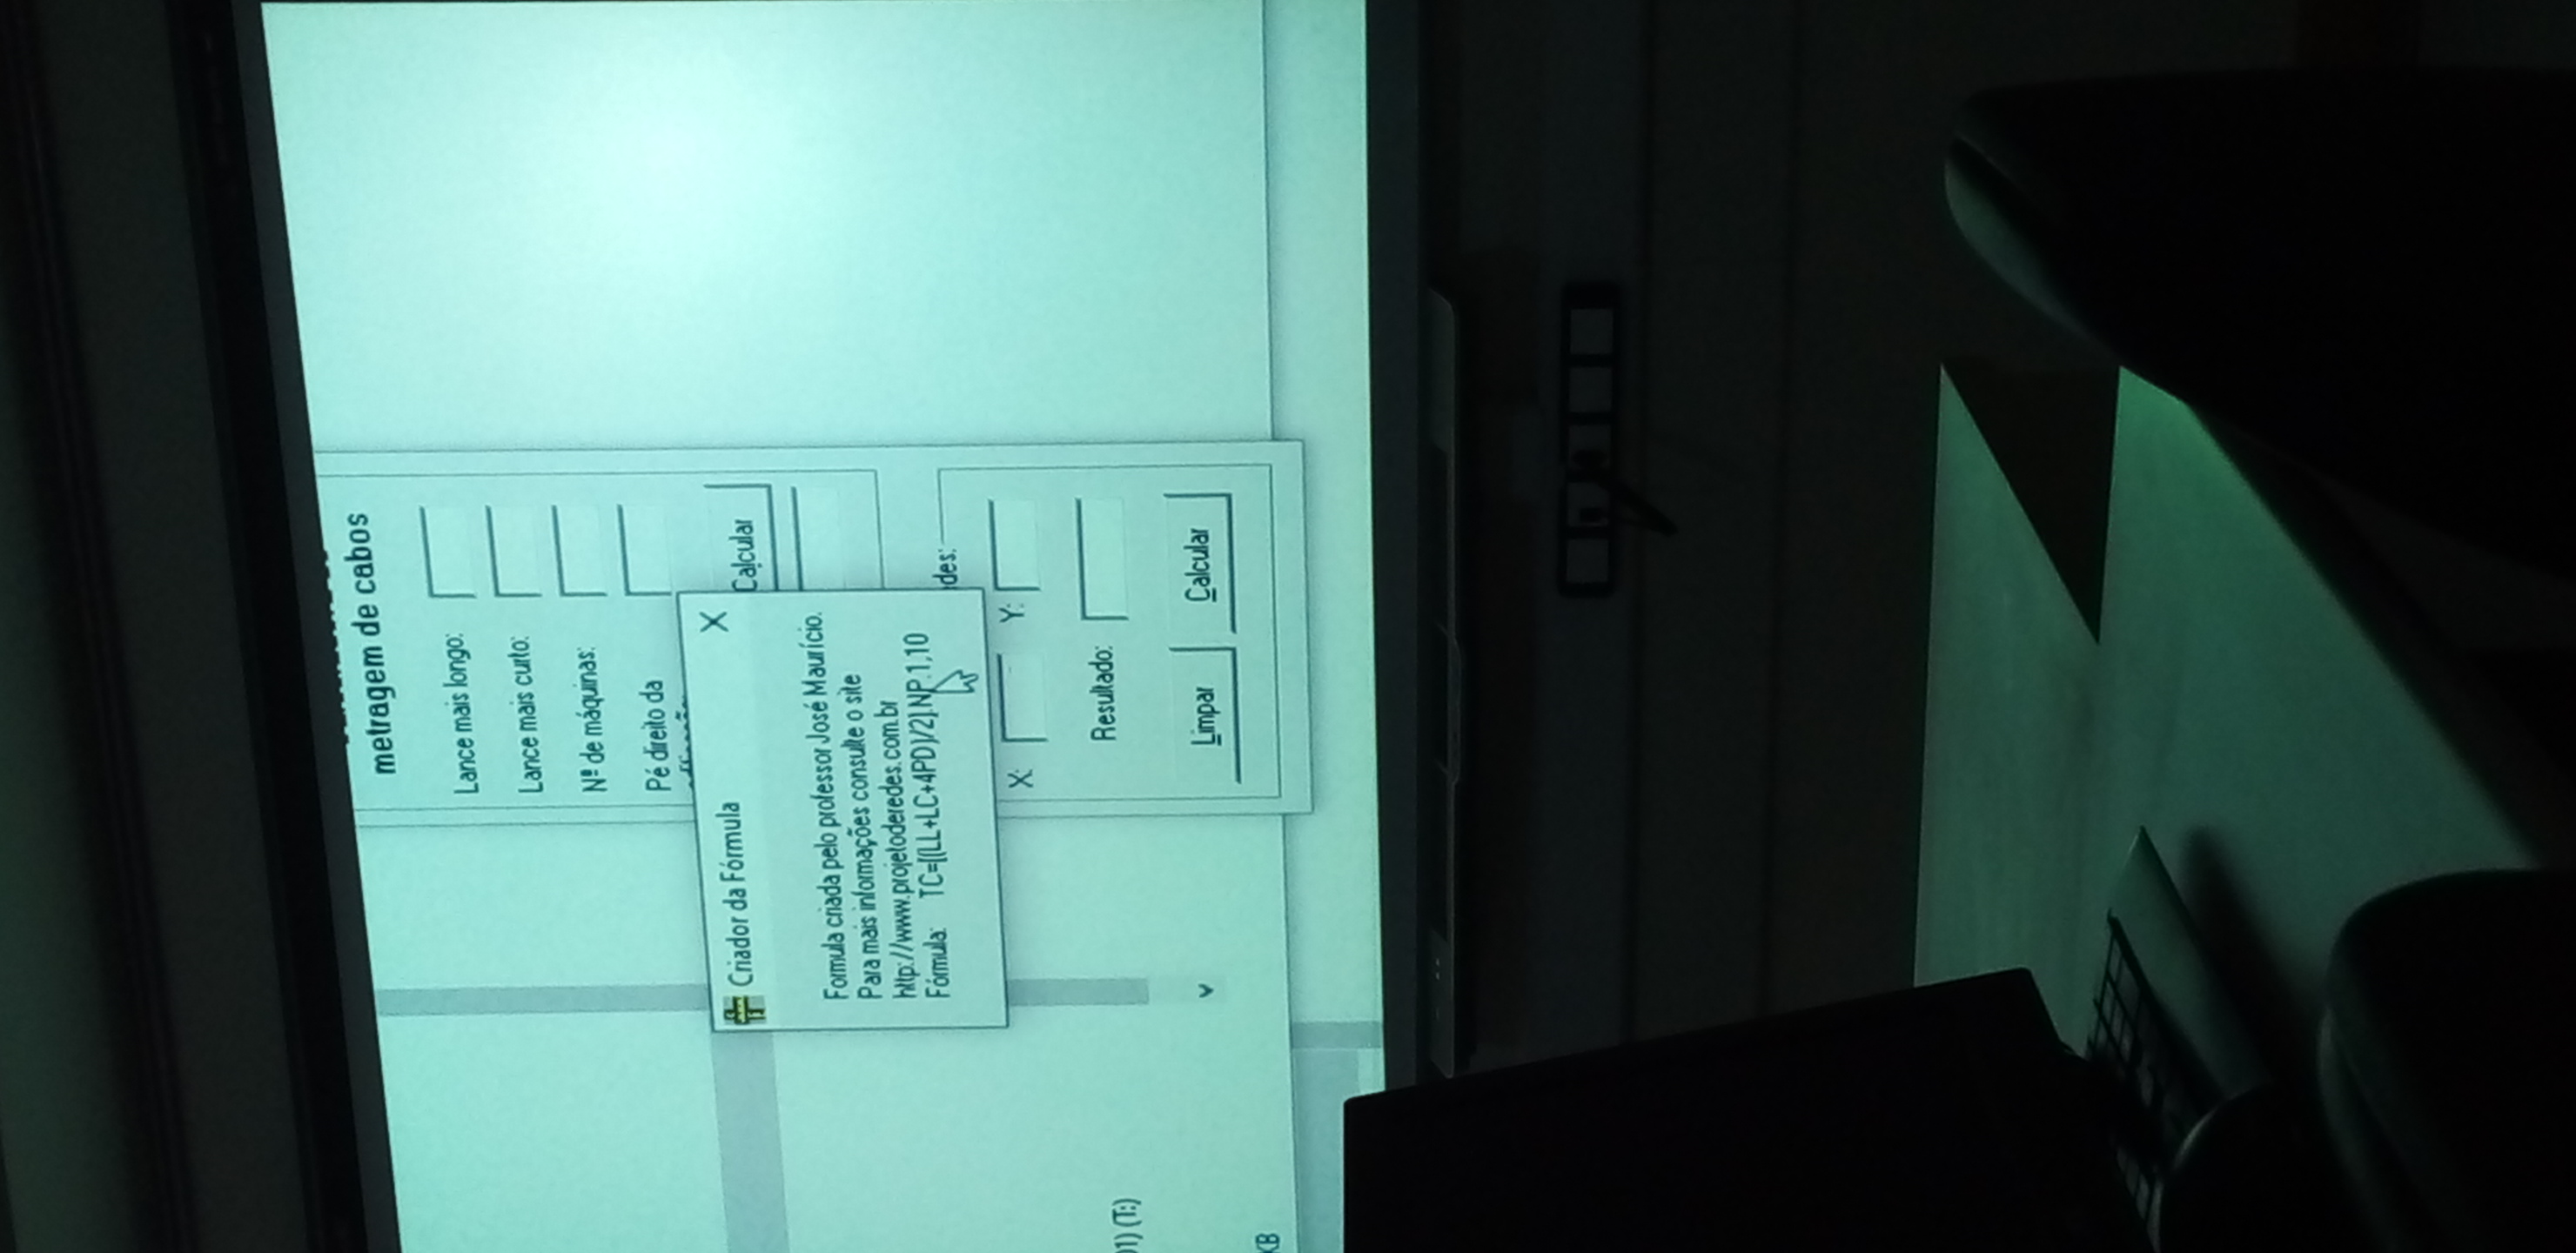 metragem de cabos
Lance mais longo:
Lance mais curto:
Nº de máquinas:
Pé direito da
Criador da Fórmula
X
Calcular
Formula criada pelo professor José Maurício.
Para mais informações consulte o site
http://www.projetoderedes.com.br
Fórmula: TC=[(LL+LC+4PD)/2].NP.1,10
des:
X: Y:
Resultado:
01) (T:)
Limpar Calcular
KB